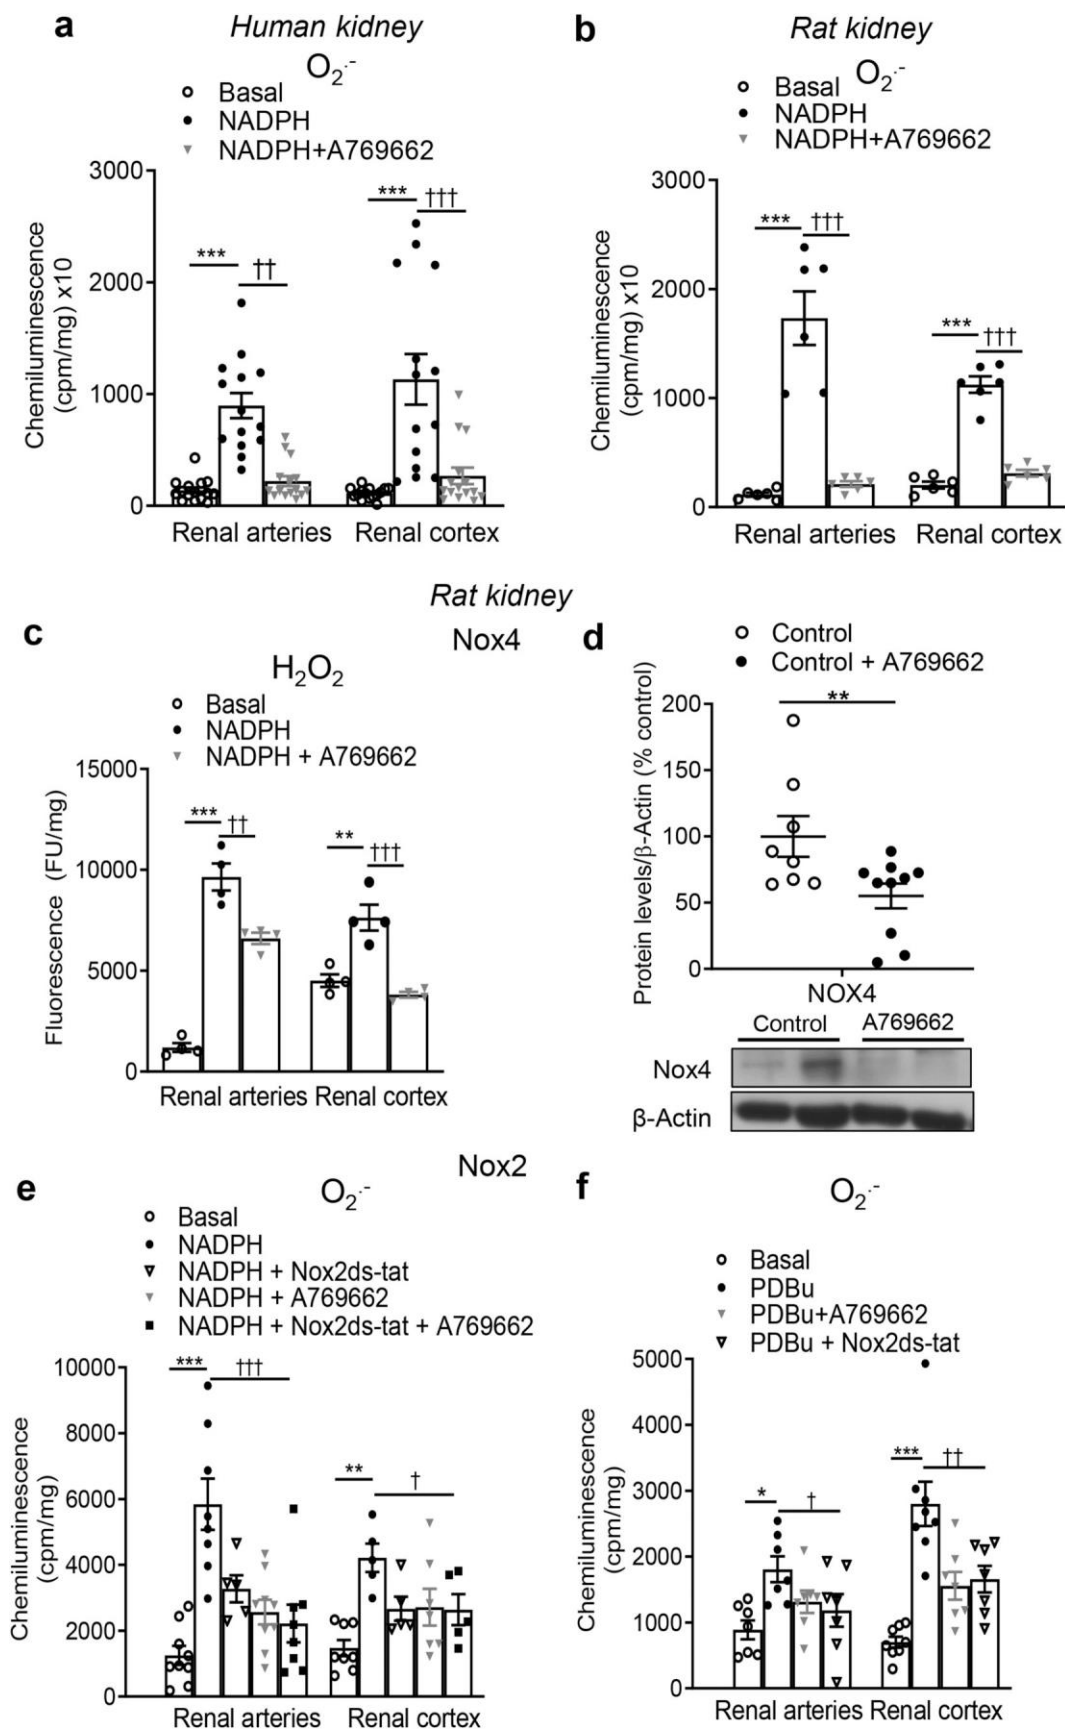 a
Human kidney
O₂·-
Basal
NADPH
NADPH+A769662
Chemiluminescence
(cpm/mg) x10
3000
2000
1000
0
***
††
***
†††
Renal arteries
Renal cortex
b
Rat kidney
O₂·-
Basal
NADPH
NADPH+A769662
Chemiluminescence
(cpm/mg) x10
3000
2000
1000
0
***
†††
***
†††
Renal arteries
Renal cortex
Rat kidney
Nox4
c
H₂O₂
Basal
NADPH
NADPH + A769662
Fluorescence (FU/mg)
15000
10000
5000
0
***
††
**
†††
Renal arteries
Renal cortex
d
Control
Control + A769662
Protein levels/β-Actin (% control)
200
150
100
50
0
**
NOX4
Control
A769662
Nox4
β-Actin
Nox2
e
O₂·-
Basal
NADPH
NADPH + Nox2ds-tat
NADPH + A769662
NADPH + Nox2ds-tat + A769662
Chemiluminescence
(cpm/mg)
10000
8000
6000
4000
2000
0
***
†††
**
†
Renal arteries
Renal cortex
f
O₂·-
Basal
PDBu
PDBu+A769662
PDBu + Nox2ds-tat
Chemiluminescence
(cpm/mg)
5000
4000
3000
2000
1000
0
*
†
***
††
Renal arteries
Renal cortex